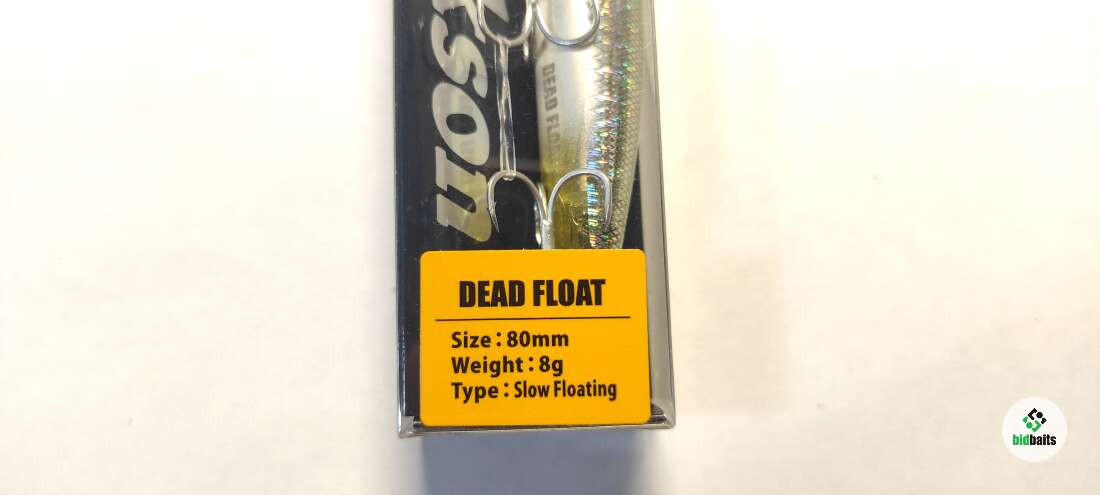 DEAD FLOAT
DEAD FLOAT
Size : 80mm
Weight : 8g
Type : Slow Floating
bidbaits